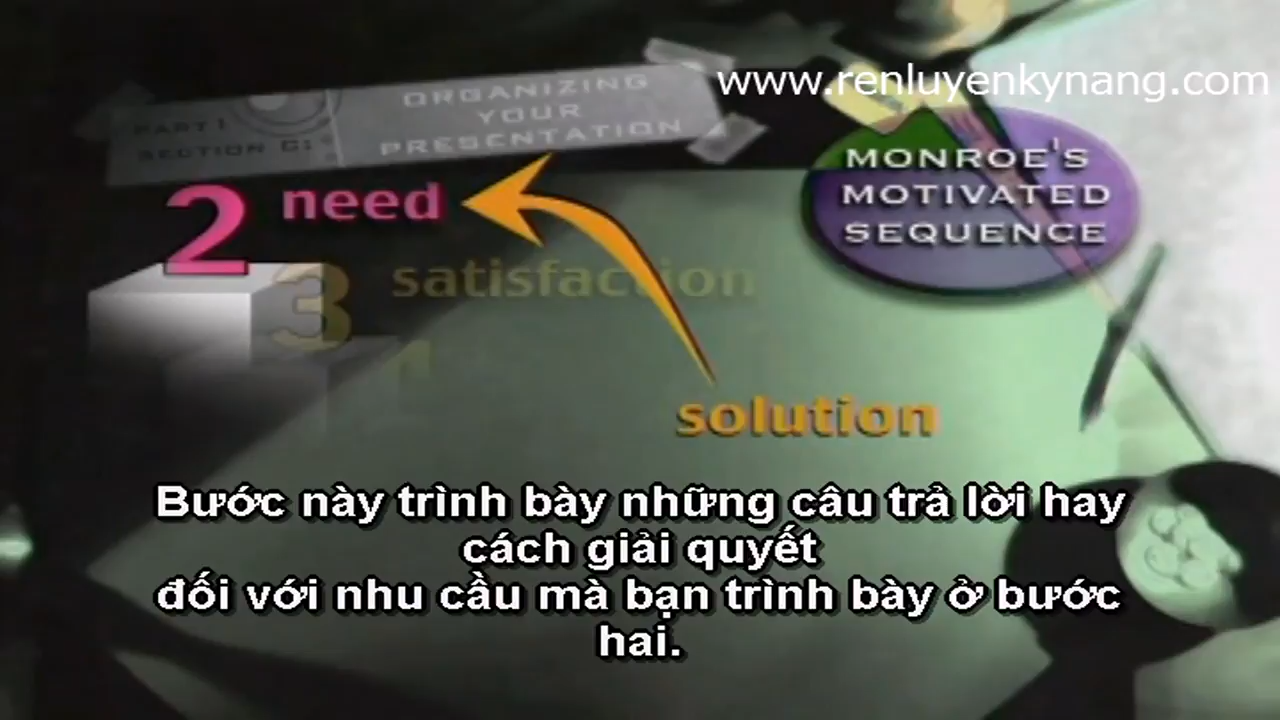 www.renluyenkynang.com
ORGANIZING
YOUR
PRESENTATION
PART I
SECTION C:
MONROE'S
MOTIVATED
SEQUENCE
2 need
3 satisfaction
4
solution
Bước này trình bày những câu trả lời hay
cách giải quyết
đối với nhu cầu mà bạn trình bày ở bước
hai.